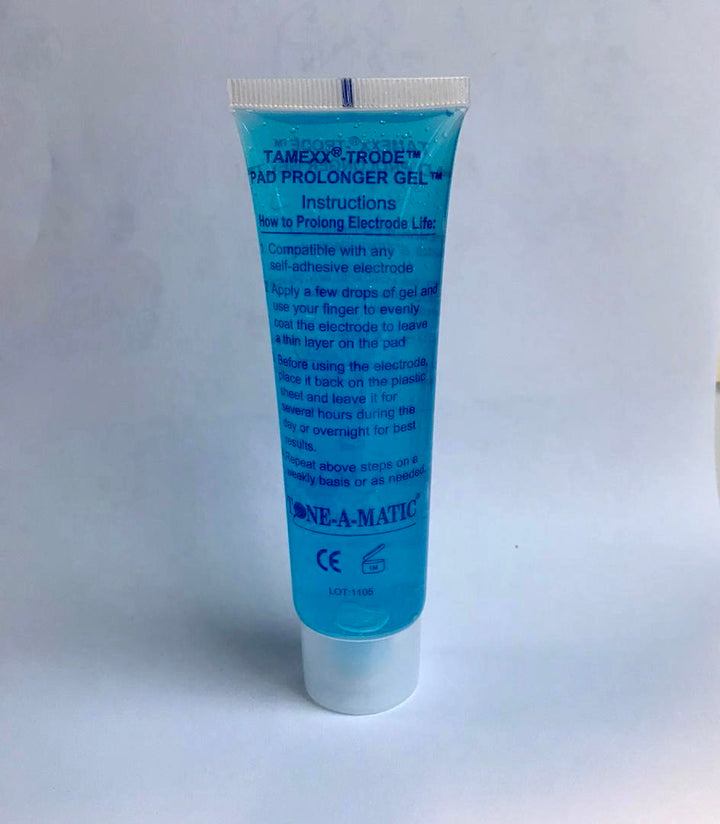 TAMEXX®-TRODE™
PAD PROLONGER GEL™
Instructions
How to Prolong Electrode Life:
1. Compatible with any
self-adhesive electrode
2. Apply a few drops of gel and
use your finger to evenly
coat the electrode to leave
a thin layer on the pad
Before using the electrode,
place it back on the plastic
sheet and leave it for
several hours during the
day or overnight for best
results.
Repeat above steps on a
weekly basis or as needed.
TONE-A-MATIC®
CE
LOT:1105